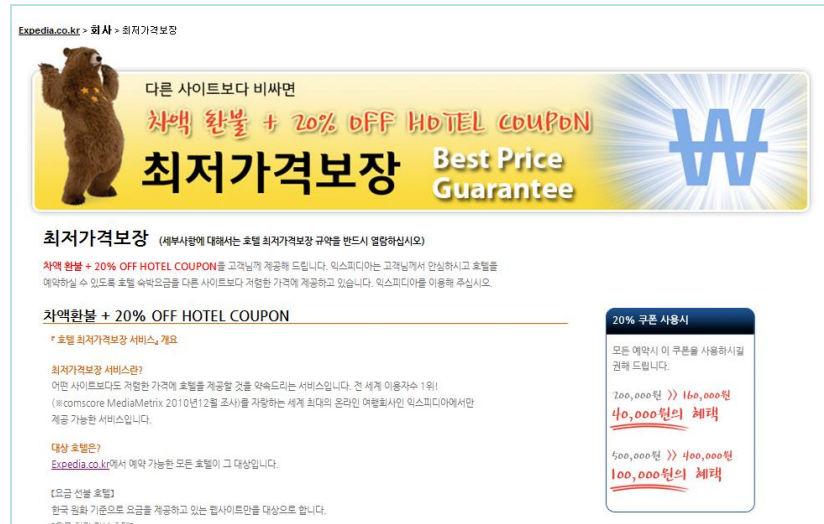 Expedia.co.kr > 회사 > 최저가격보장
다른 사이트보다 비싸면
차액 환불 + 20% OFF HOTEL COUPON
최저가격보장 Best Price Guarantee
최저가격보장 (세부사항에 대해서는 호텔 최저가격보장 규약을 반드시 열람하십시오)
차액 환불 + 20% OFF HOTEL COUPON을 고객님께 제공해 드립니다. 익스피디아는 고객님께서 안심하시고 호텔을
예약하실 수 있도록 호텔 숙박요금을 다른 사이트보다 저렴한 가격에 제공하고 있습니다. 익스피디아를 이용해 주십시오.
차액환불 + 20% OFF HOTEL COUPON
『호텔 최저가격보장 서비스』 개요
최저가격보장 서비스란?
어떤 사이트보다도 저렴한 가격에 호텔을 제공할 것을 약속드리는 서비스입니다. 전 세계 이용자수 1위!
(※comscore MediaMetrix 2010년12월 조사)를 자랑하는 세계 최대의 온라인 여행회사인 익스피디아에서만
제공 가능한 서비스입니다.
대상 호텔은?
Expedia.co.kr에서 예약 가능한 모든 호텔이 그 대상입니다.
【요금 선불 호텔】
한국 원화 기준으로 요금을 제공하고 있는 웹사이트만을 대상으로 합니다.
20% 쿠폰 사용시
모든 예약시 이 쿠폰을 사용하시길
권해 드립니다.
200,000원 》 160,000원
40,000원의 혜택
500,000원 》 400,000원
100,000원의 혜택